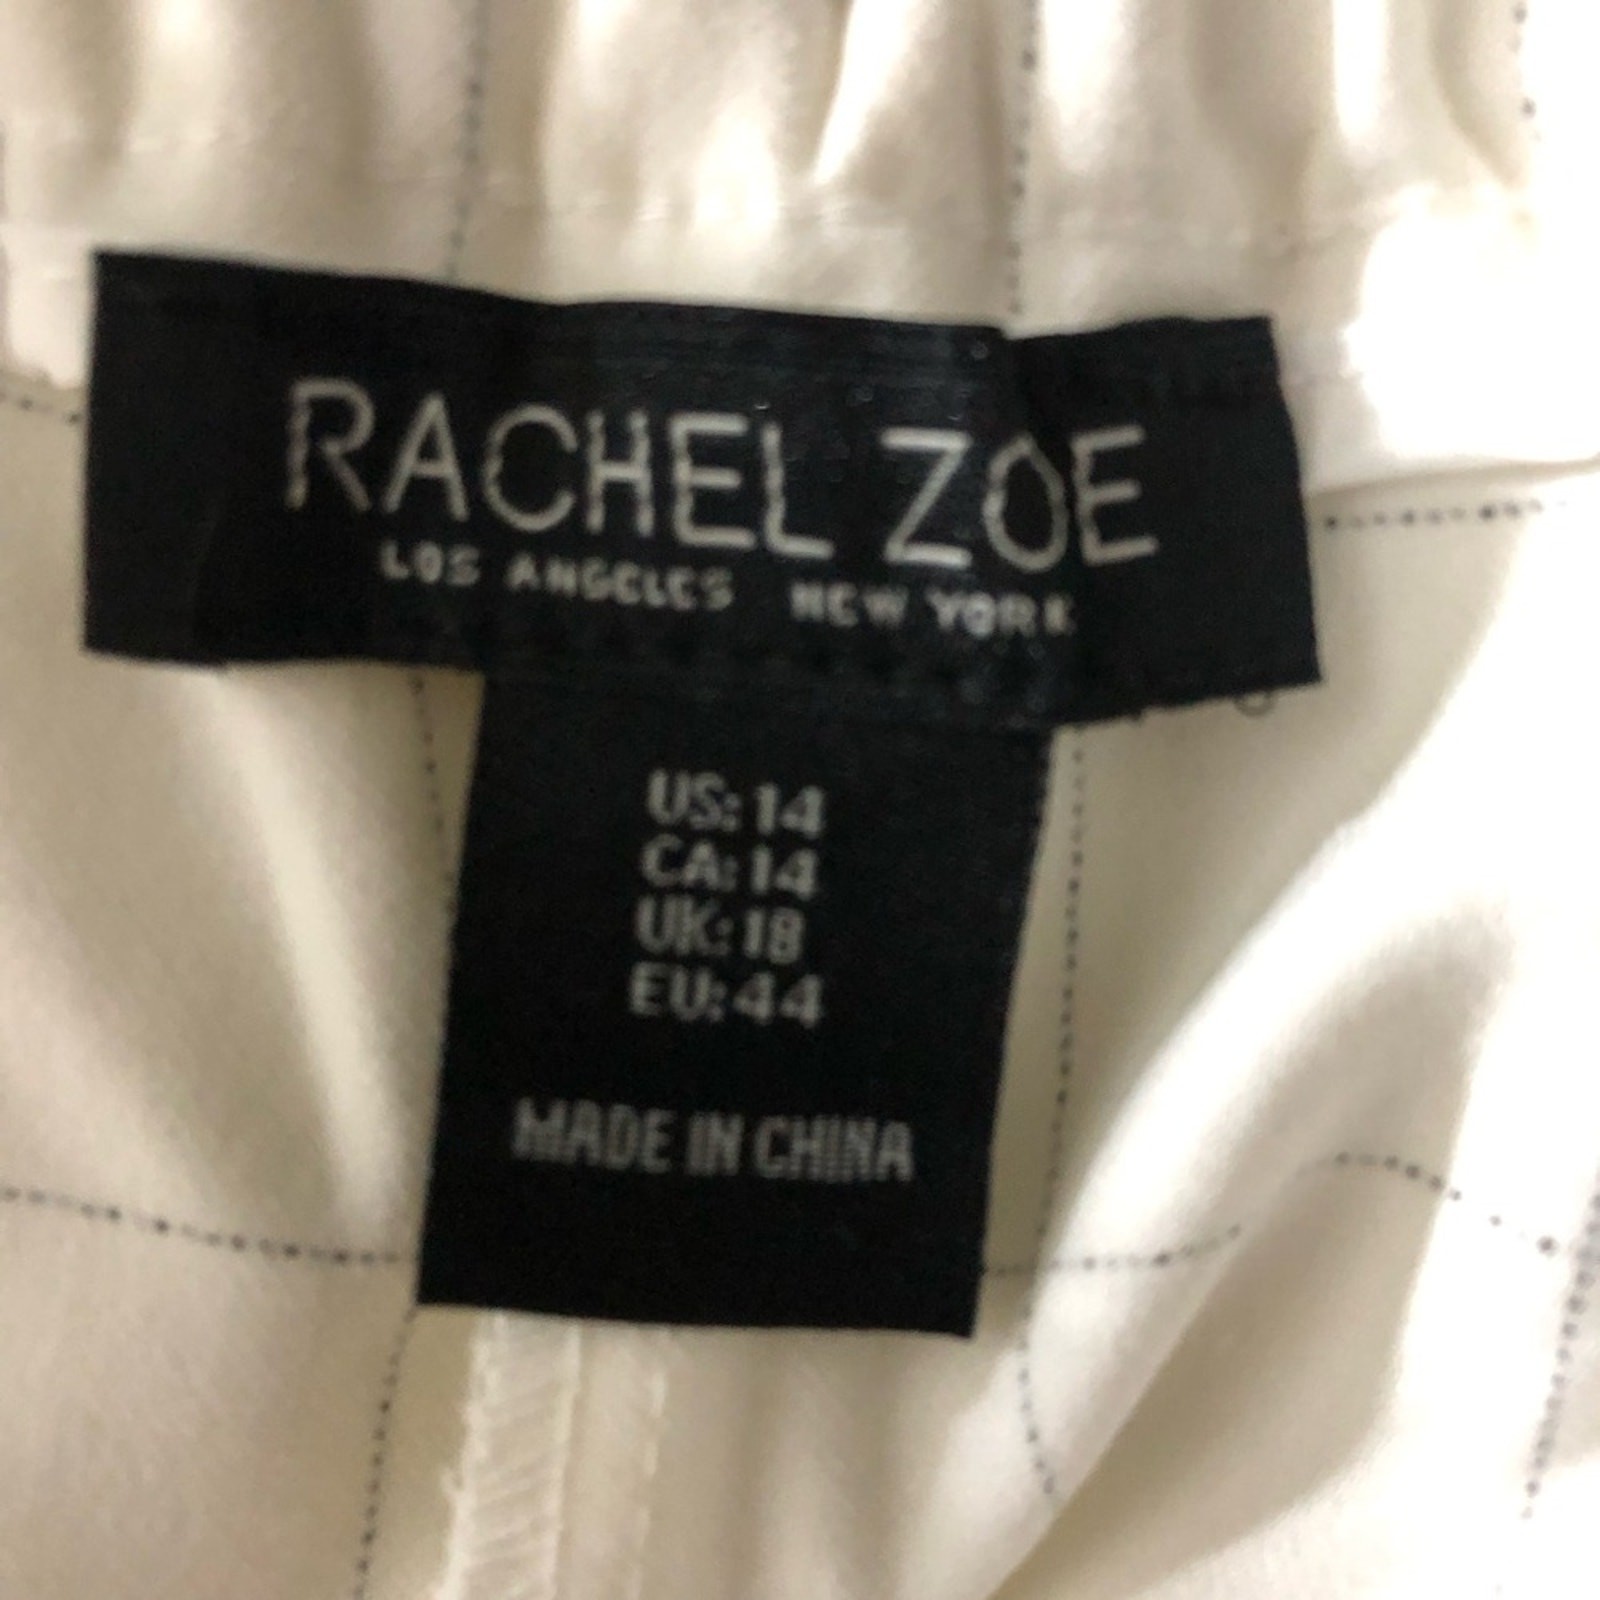 RACHEL ZOE
LOS ANGELES NEW YORK
US: 14
CA: 14
UK: 18
EU: 44
MADE IN CHINA